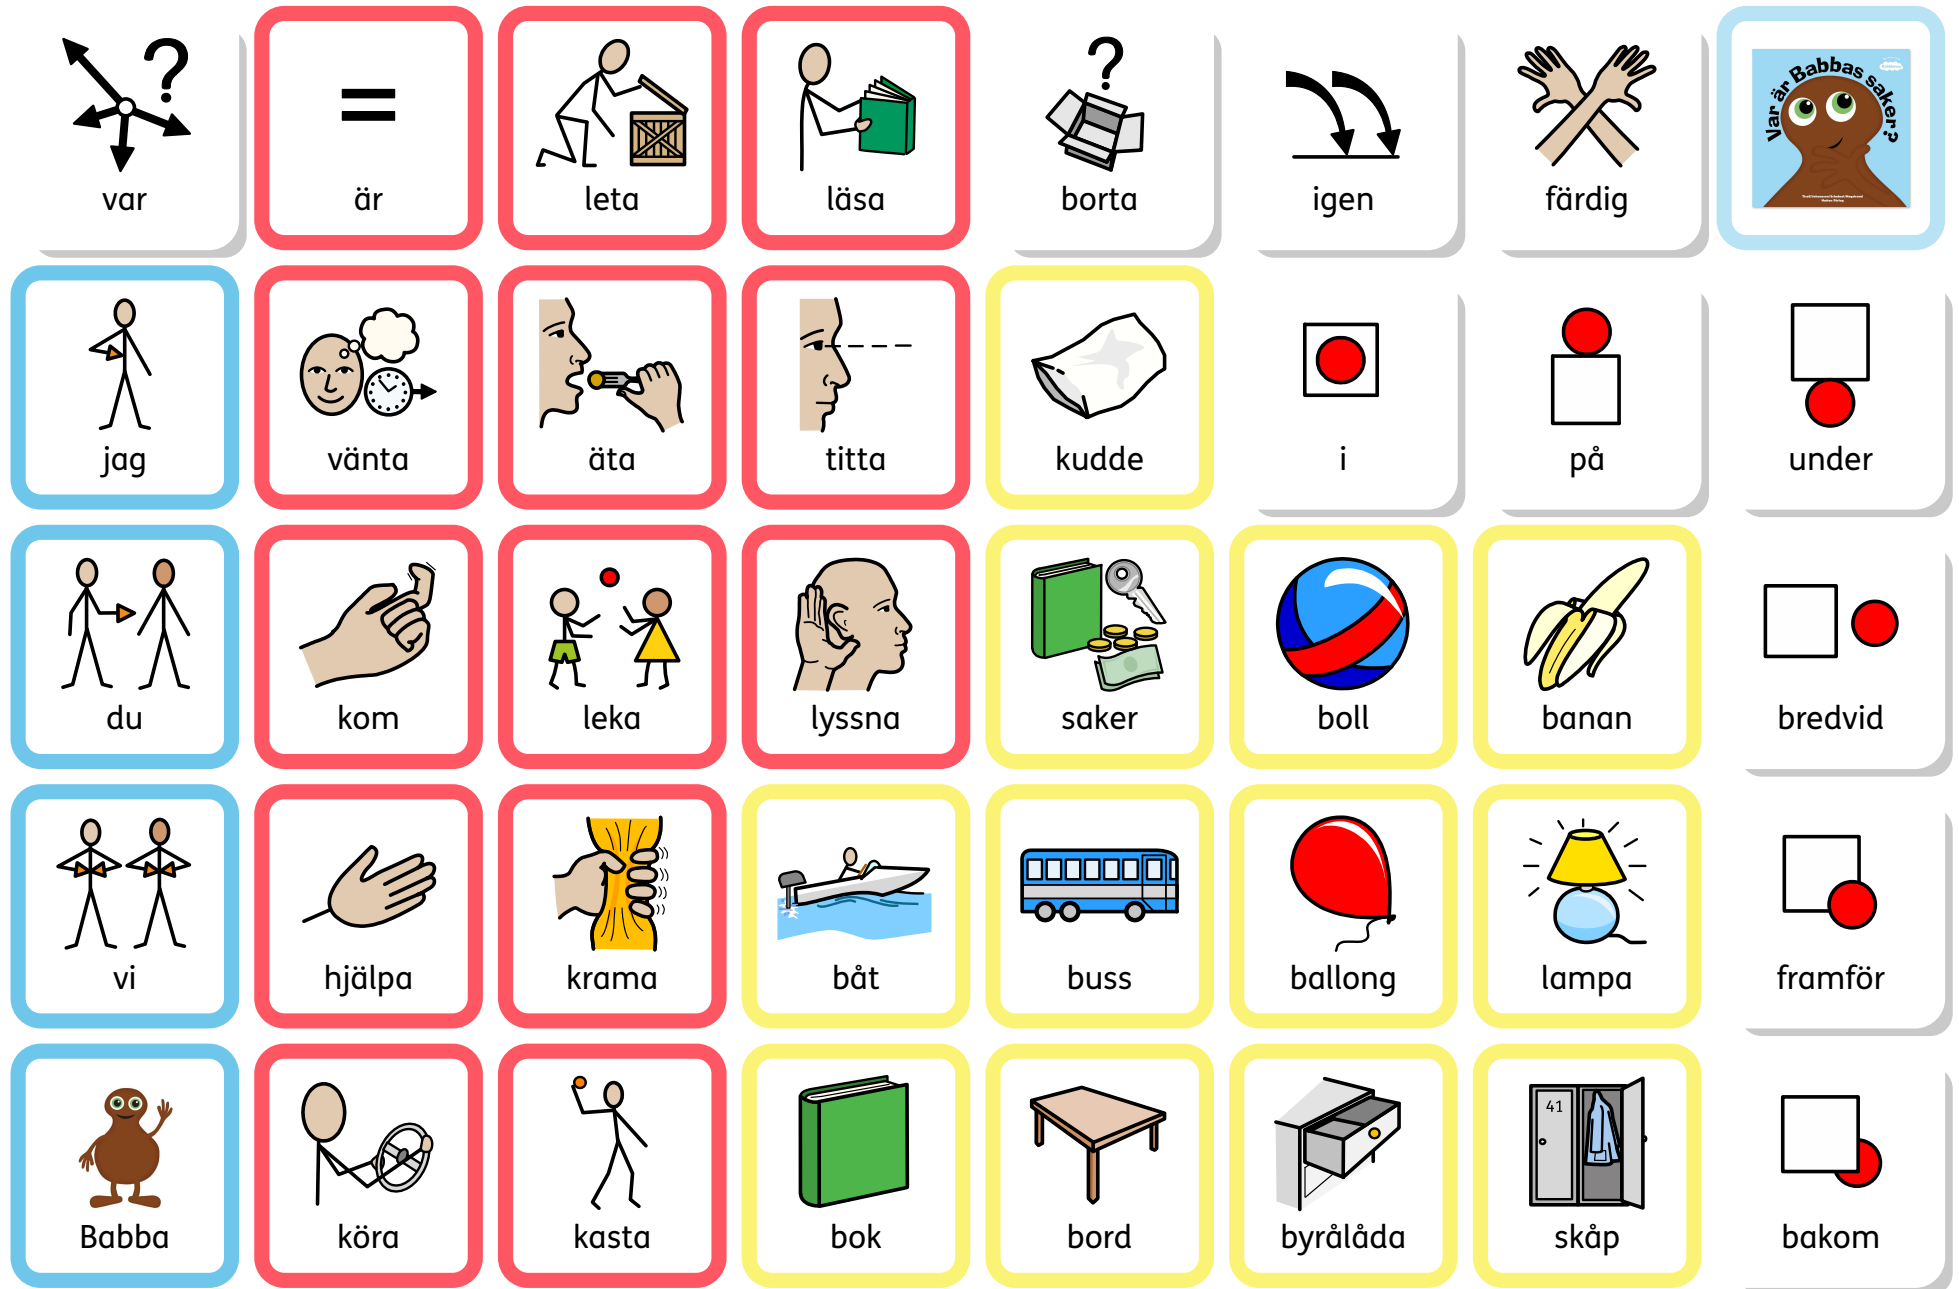 var
är
leta
läsa
borta
igen
färdig
Var är Babbas saker?
jag
vänta
äta
titta
kudde
i
på
under
du
kom
leka
lyssna
saker
boll
banan
bredvid
vi
hjälpa
krama
båt
buss
ballong
lampa
framför
Babba
köra
kasta
bok
bord
byrålåda
41
skåp
bakom